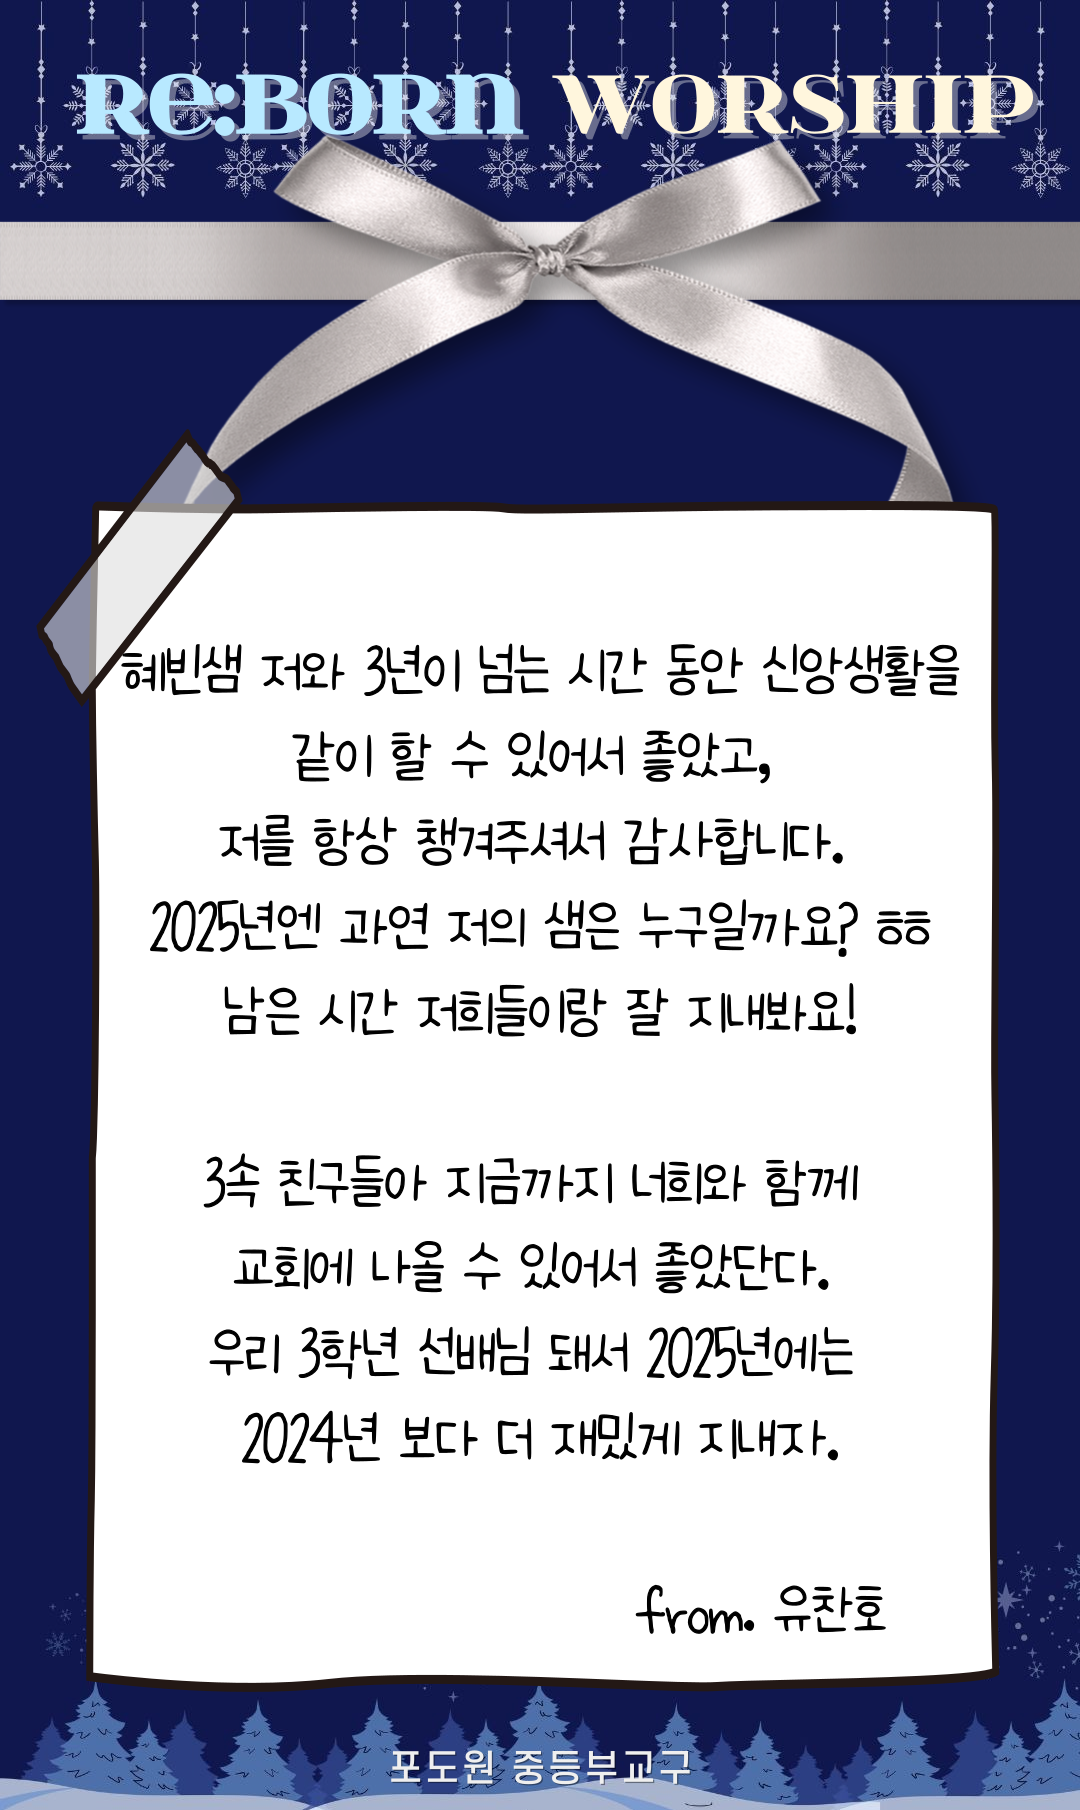 Re:BORN WORSHIP
혜빈샘 저와 3년이 넘는 시간 동안 신앙생활을
같이 할 수 있어서 좋았고,
저를 항상 챙겨주셔서 감사합니다.
2025년엔 과연 저의 샘은 누구일까요? ㅎㅎ
남은 시간 저희들이랑 잘 지내봐요!
3속 친구들아 지금까지 너희와 함께
교회에 나올 수 있어서 좋았단다.
우리 3학년 선배님 돼서 2025년에는
2024년 보다 더 재밌게 지내자.
from. 유찬호
포도원 중등부교구